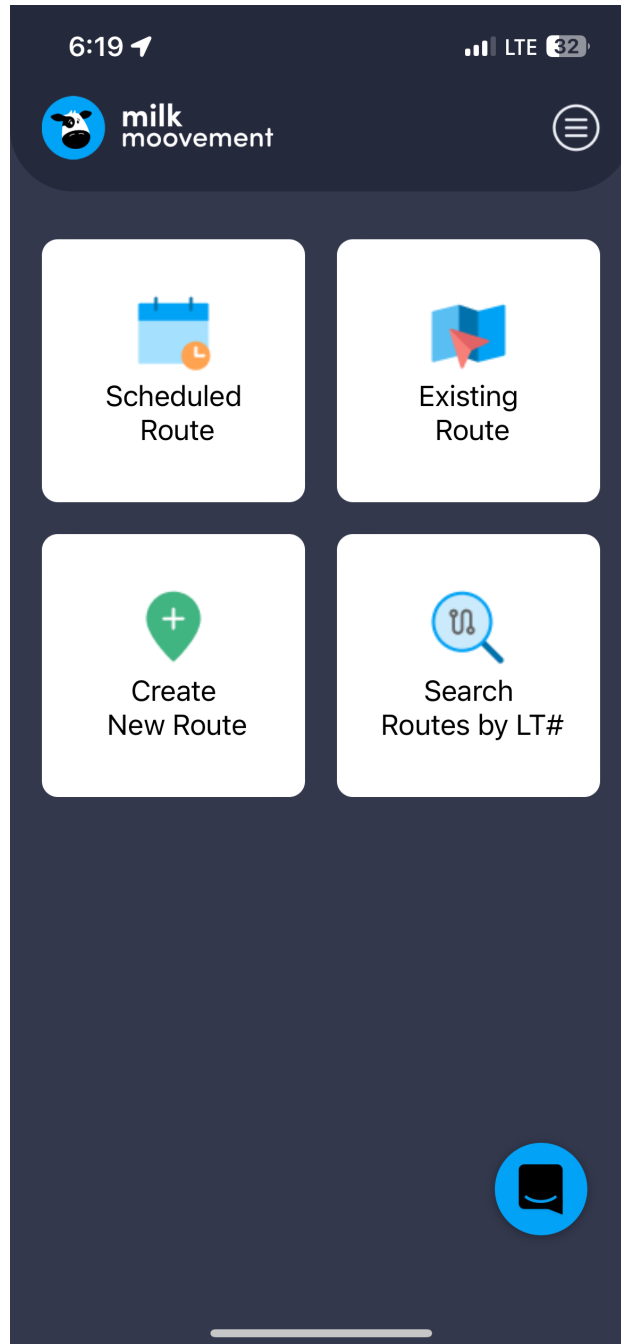 6:19
LTE 32
milk
moovement
Scheduled
Route
Existing
Route
Create
New Route
Search
Routes by LT#